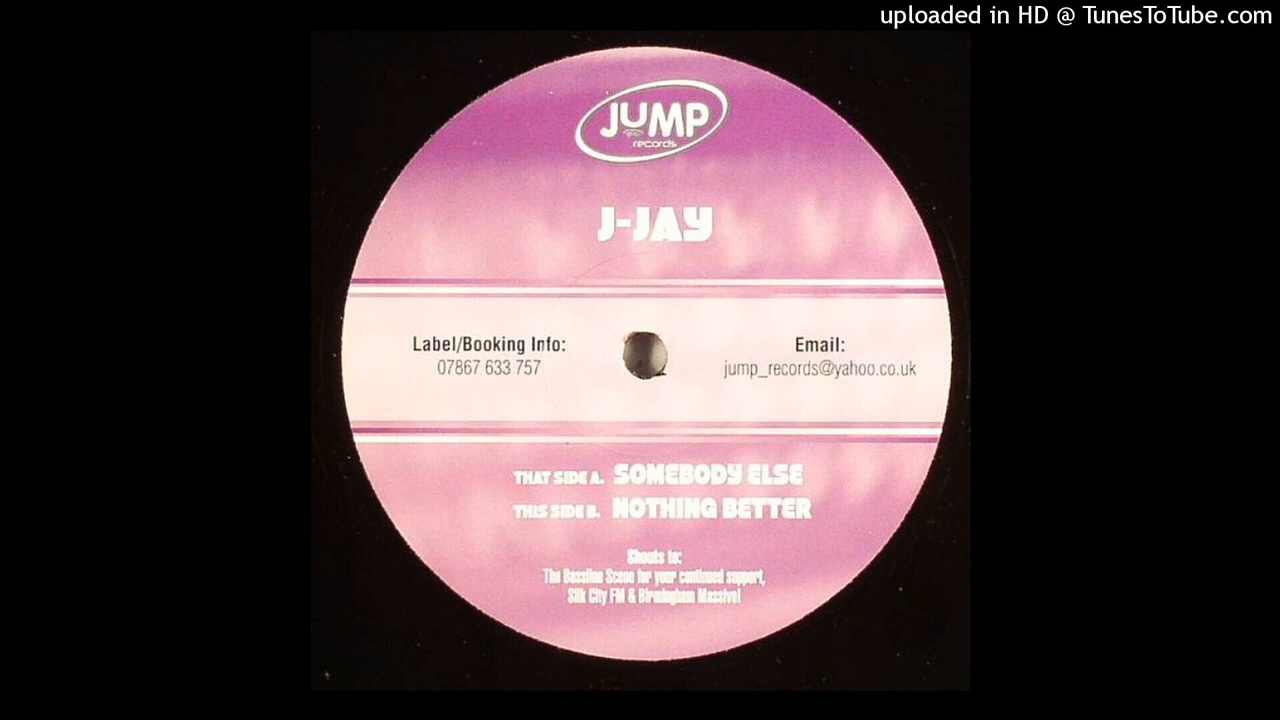 uploaded in HD @ TunesToTube.com
JUMP
records
J-JAY
Label/Booking Info:
07867 633 757
Email:
jump_records@yahoo.co.uk
THAT SIDE A. SOMEBODY ELSE
THIS SIDE B. NOTHING BETTER
Shouts to:
The Bassline Scene for your continued support,
Silk City FM & Birmingham Massive!